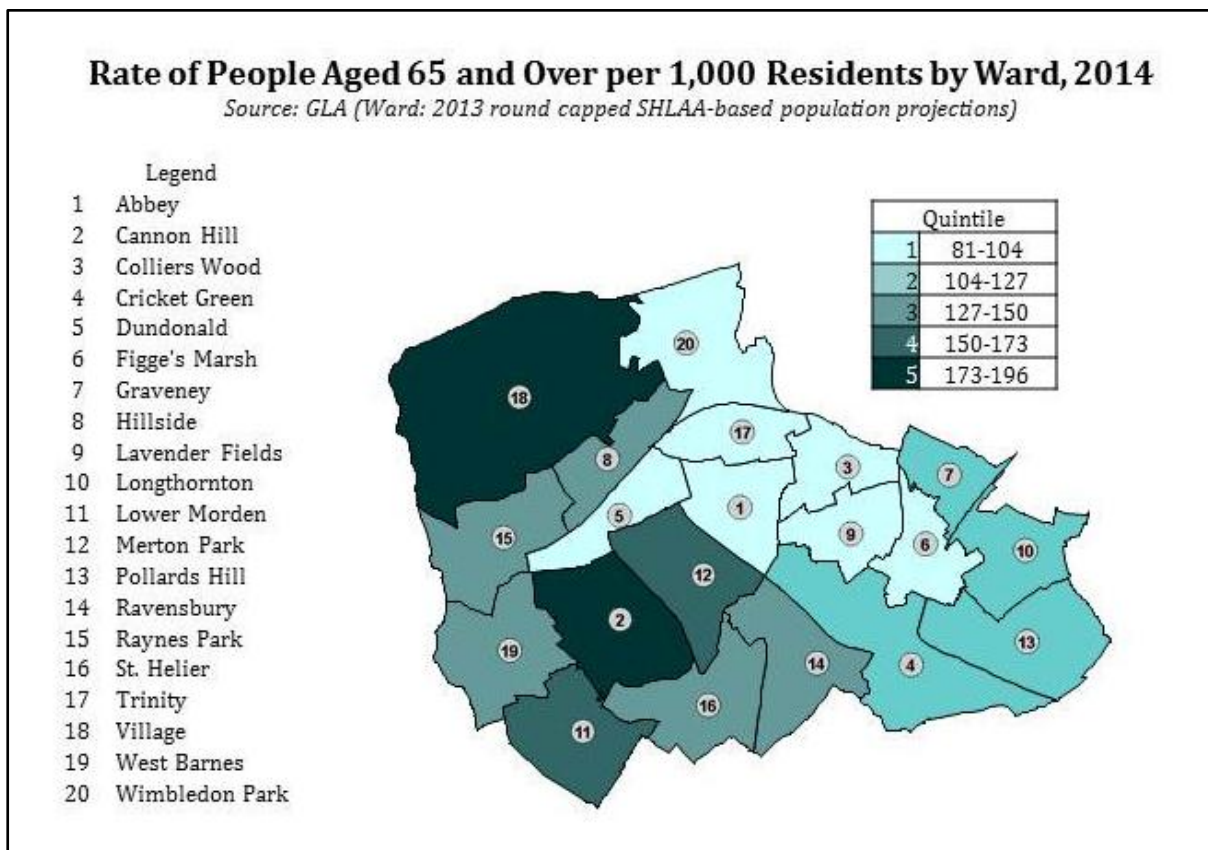 Rate of People Aged 65 and Over per 1,000 Residents by Ward, 2014
Source: GLA (Ward: 2013 round capped SHLAA-based population projections)
Legend
1 Abbey
2 Cannon Hill
3 Colliers Wood
4 Cricket Green
5 Dundonald
6 Figge's Marsh
7 Graveney
8 Hillside
9 Lavender Fields
10 Longthornton
11 Lower Morden
12 Merton Park
13 Pollards Hill
14 Ravensbury
15 Raynes Park
16 St. Helier
17 Trinity
18 Village
19 West Barnes
20 Wimbledon Park
Quintile
1 81-104
2 104-127
3 127-150
4 150-173
5 173-196
20
18
17
8
3
7
1
5
9
15
6
10
12
2
13
19
14
4
16
11